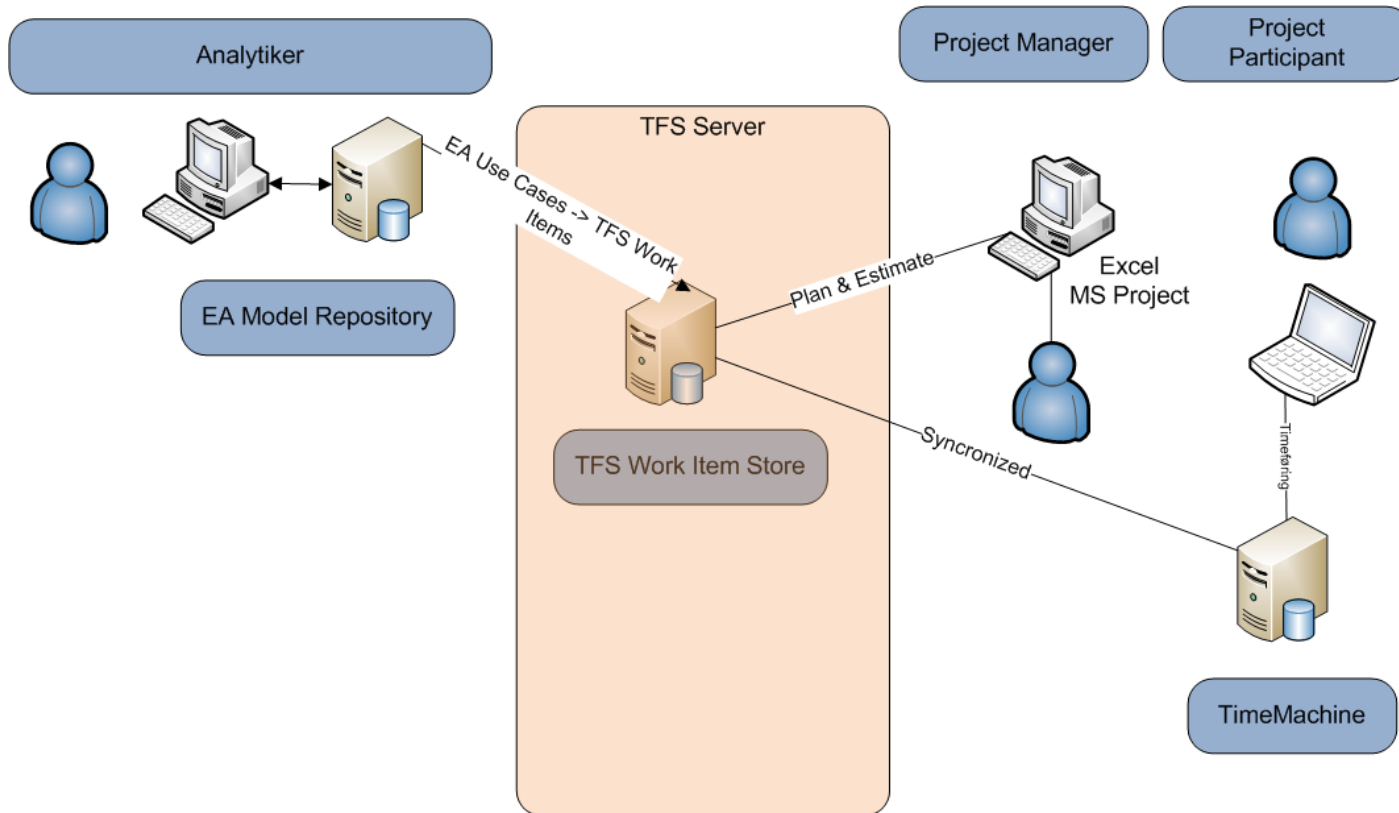 Analytiker
Project Manager
Project
Participant
TFS Server
EA Use Cases -> TFS Work
Items
EA Model Repository
Plan & Estimate
Excel
MS Project
TFS Work Item Store
Syncronized
Timeføring
TimeMachine